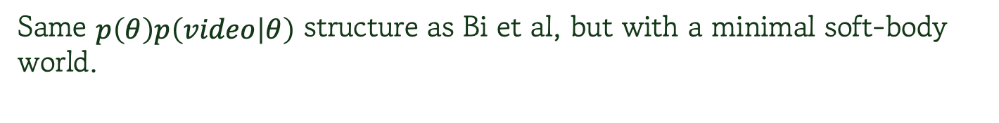 Same p(θ)p(video|θ) structure as Bi et al, but with a minimal soft-body
world.